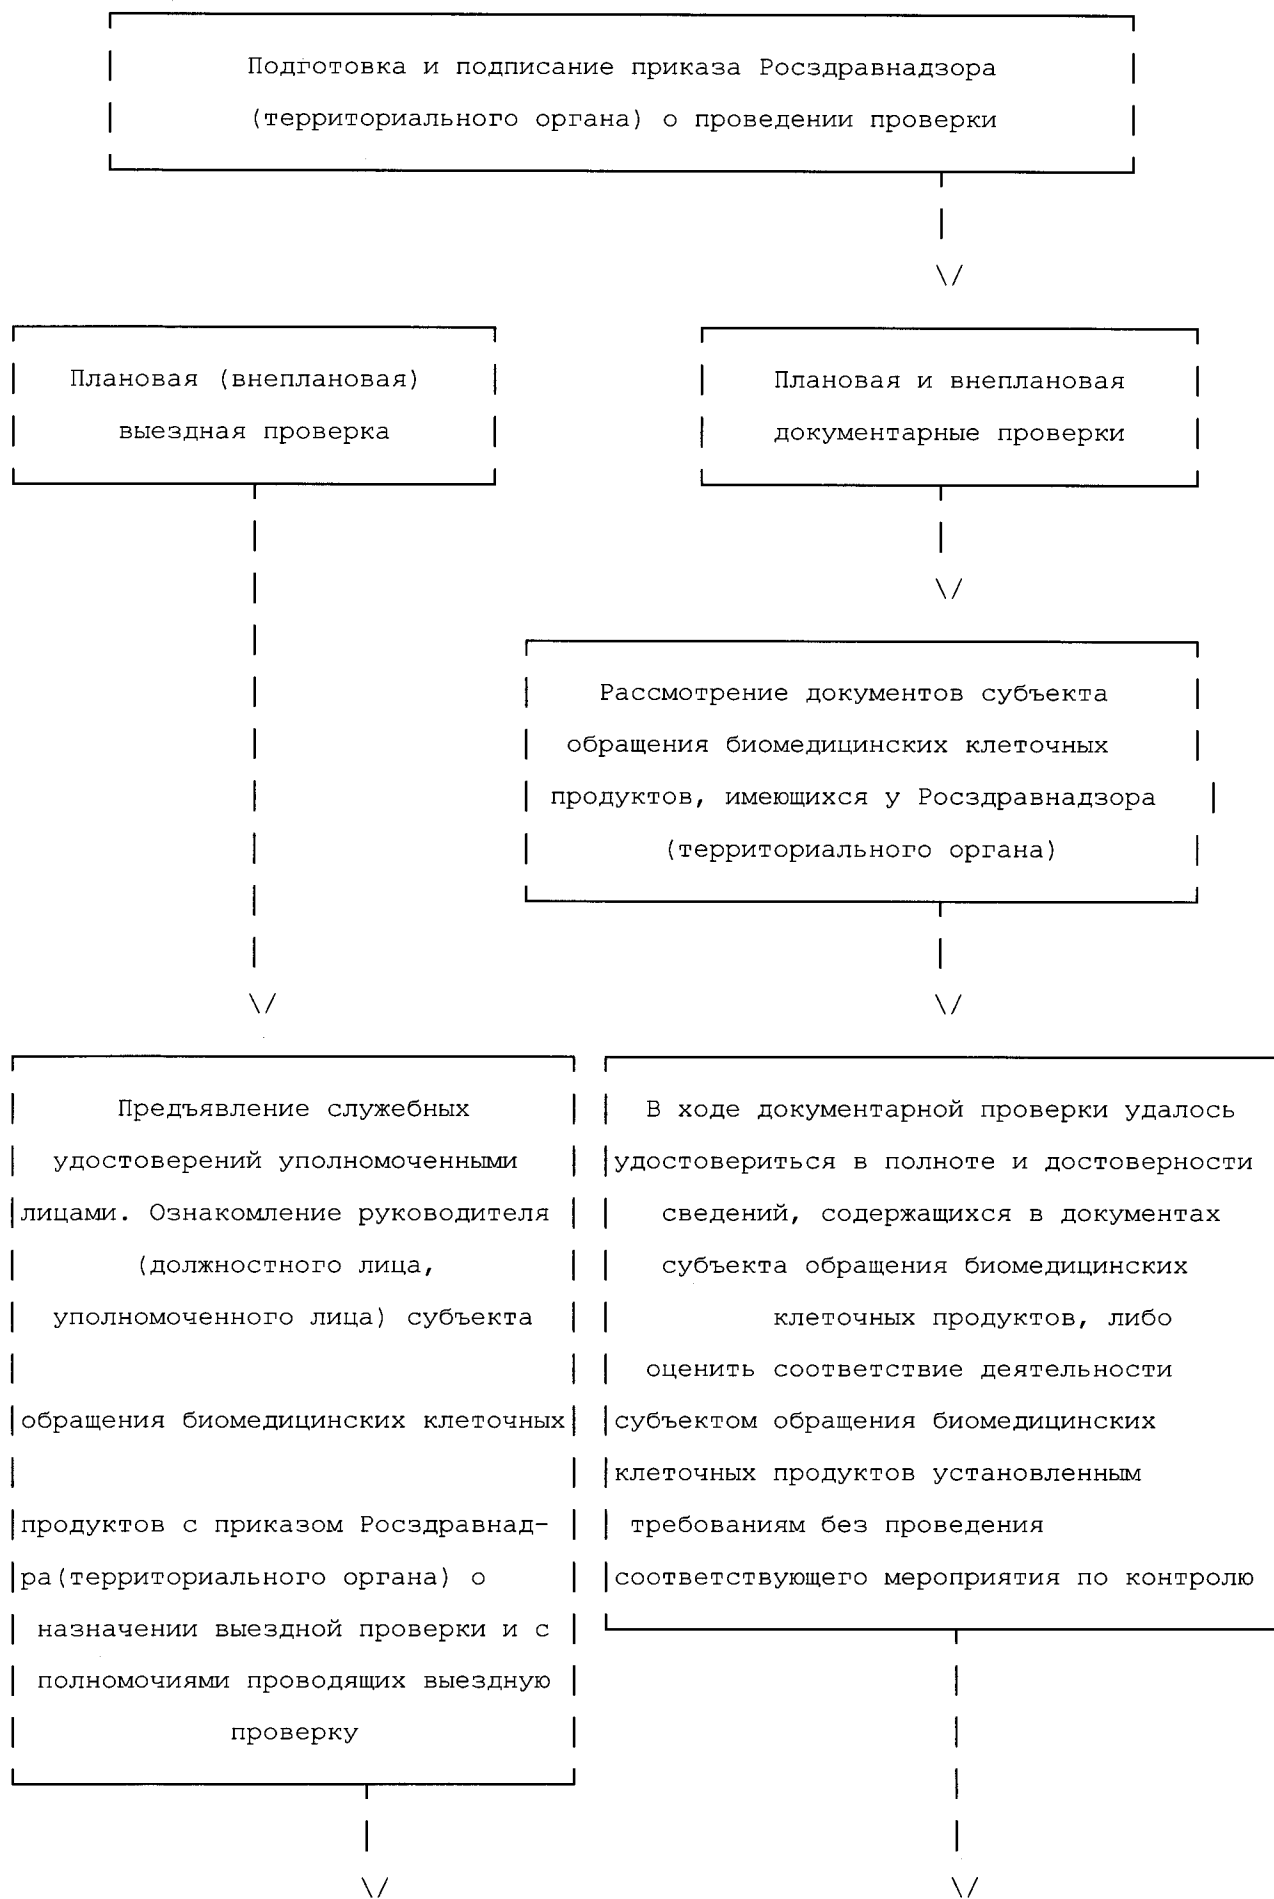 Подготовка и подписание приказа Росздравнадзора
(территориального органа) о проведении проверки
Плановая (внеплановая)
выездная проверка
Плановая и внеплановая
документарные проверки
Рассмотрение документов субъекта
обращения биомедицинских клеточных
продуктов, имеющихся у Росздравнадзора
(территориального органа)
Предъявление служебных
удостоверений уполномоченными
лицами. Ознакомление руководителя
(должностного лица,
уполномоченного лица) субъекта
обращения биомедицинских клеточных
продуктов с приказом Росздравнад-
ра(территориального органа) о
назначении выездной проверки и с
полномочиями проводящих выездную
проверку
В ходе документарной проверки удалось
удостовериться в полноте и достоверности
сведений, содержащихся в документах
субъекта обращения биомедицинских
клеточных продуктов, либо
оценить соответствие деятельности
субъектом обращения биомедицинских
клеточных продуктов установленным
требованиям без проведения
соответствующего мероприятия по контролю